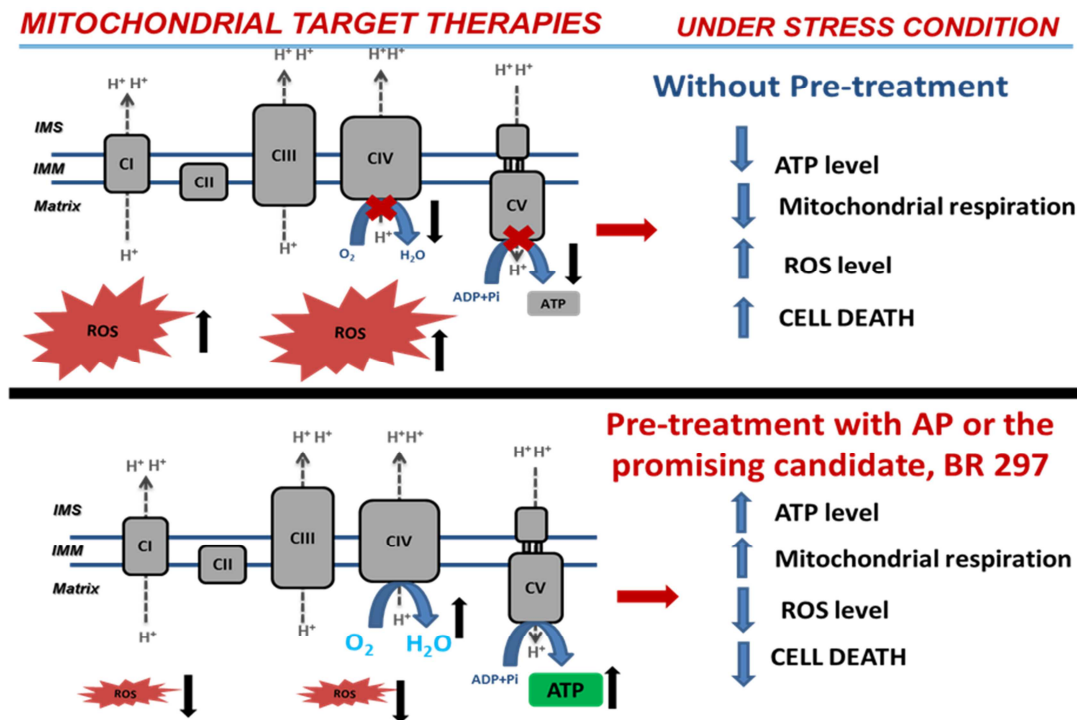 MITOCHONDRIAL TARGET THERAPIES
UNDER STRESS CONDITION
H⁺ H⁺
H⁺ H⁺
H⁺H⁺
H⁺ H⁺
IMS
IMM
Matrix
CI
CII
CIII
CIV
CV
H⁺
H⁺
H⁺
H⁺
O₂
H₂O
ADP+Pi
ATP
ROS
ROS
Without Pre-treatment
ATP level
Mitochondrial respiration
ROS level
CELL DEATH
Pre-treatment with AP or the
promising candidate, BR 297
H⁺ H⁺
H⁺ H⁺
H⁺H⁺
H⁺H⁺
IMS
IMM
Matrix
CI
CII
CIII
CIV
CV
H⁺
H⁺
H⁺
H⁺
O₂
H₂O
ADP+Pi
ATP
ROS
ROS
ATP level
Mitochondrial respiration
ROS level
CELL DEATH